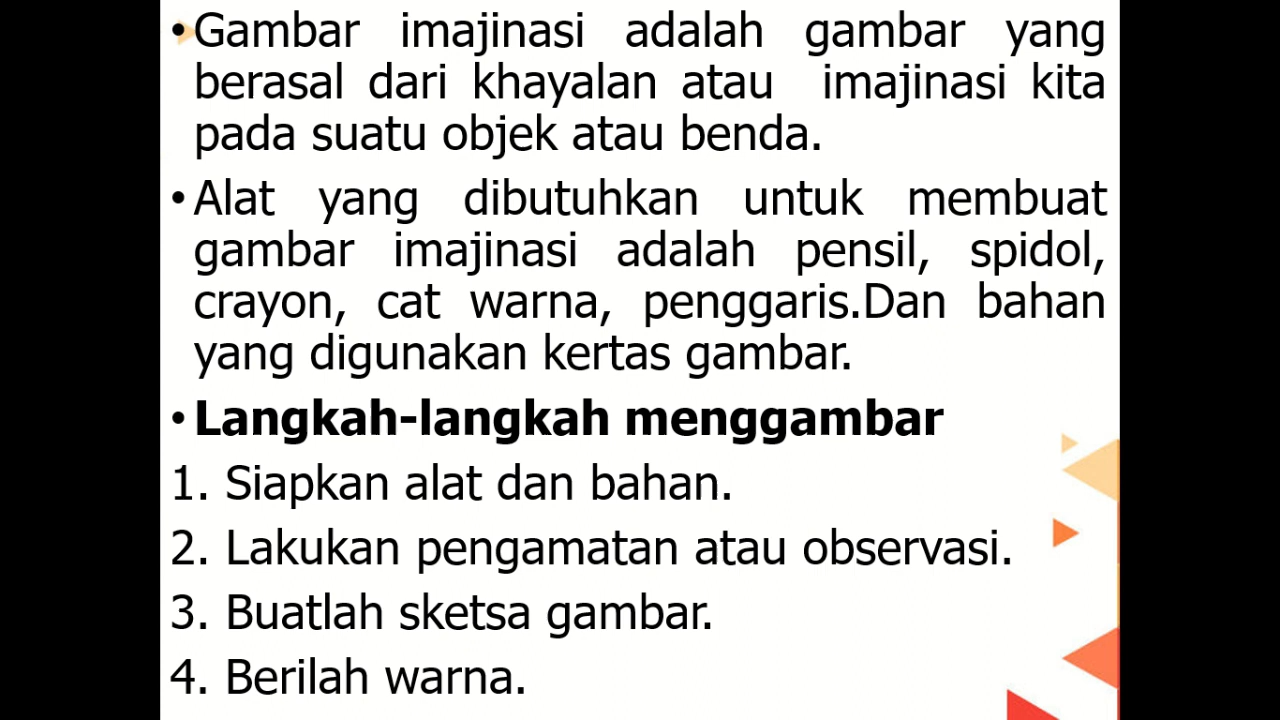 • Gambar imajinasi adalah gambar yang
berasal dari khayalan atau imajinasi kita
pada suatu objek atau benda.
• Alat yang dibutuhkan untuk membuat
gambar imajinasi adalah pensil, spidol,
crayon, cat warna, penggaris.Dan bahan
yang digunakan kertas gambar.
• Langkah-langkah menggambar
1. Siapkan alat dan bahan.
2. Lakukan pengamatan atau observasi.
3. Buatlah sketsa gambar.
4. Berilah warna.